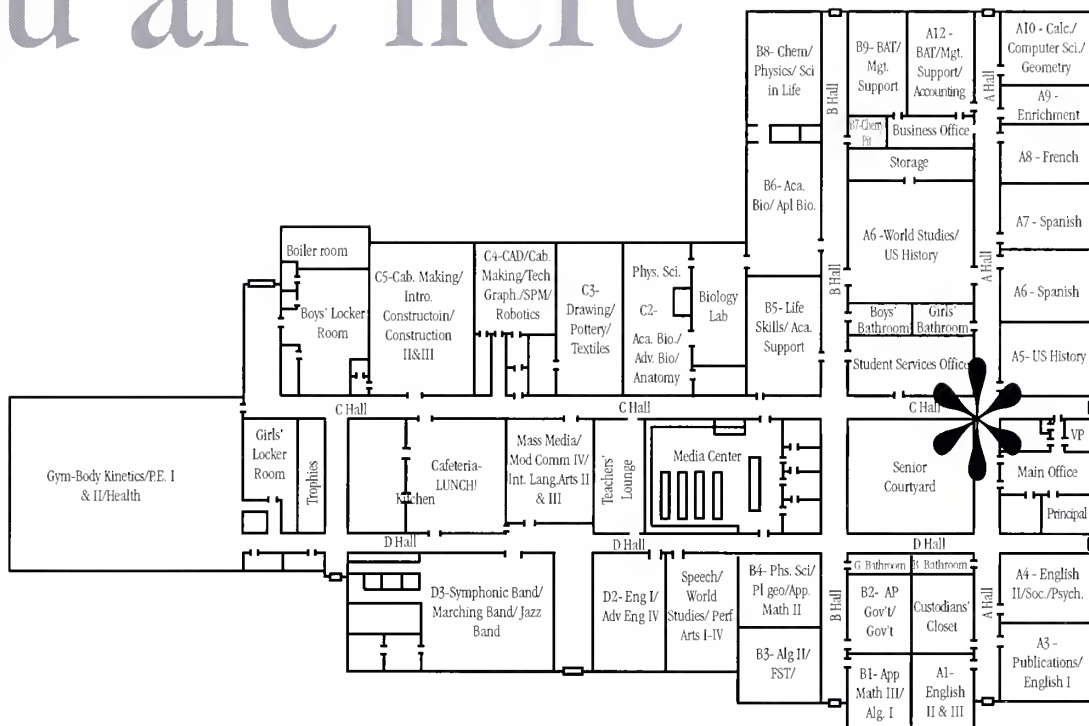 u are here
B8- Chem/
Physics/ Sci
in Life
B Hall
B9- BAT/
Mgt.
Support
A12 -
BAT/Mgt.
Support/
Accounting
A Hall
A10 - Calc./
Computer Sci./
Geometry
A9 -
Enrichment
B7-Chem
Pit
Business Office
Storage
A8 - French
B6- Aca.
Bio/ Apl Bio.
A6 -World Studies/
US History
A7 - Spanish
B Hall
A Hall
A6 - Spanish
Boiler room
Boys' Locker
Room
C5-Cab. Making/
Intro.
Constructoin/
Construction
II&III
C4-CAD/Cab.
Making/Tech
Graph./SPM/
Robotics
C3-
Drawing/
Pottery/
Textiles
Phys. Sci.
C2-
Aca. Bio./
Adv. Bio/
Anatomy
Biology
Lab
B5- Life
Skills/ Aca.
Support
Boys'
Bathroom
Girls'
Bathroom
Student Services Office
A5- US History
C Hall
C Hall
C Hall
Gym-Body Kinetics/P.E. I
& II/Health
Girls'
Locker
Room
Trophies
Kitchen
Cafeteria-
LUNCH!
Mass Media/
Mod Comm IV/
Int. Lang.Arts II
& III
Teachers'
Lounge
Media Center
Senior
Courtyard
VP
Main Office
Principal
D Hall
D Hall
D Hall
D3-Symphonic Band/
Marching Band/ Jazz
Band
D2- Eng I/
Adv Eng IV
Speech/
World
Studies/ Perf
Arts I-IV
B4- Phs. Sci/
Pl geo/App.
Math II
B3- Alg II/
FST/
B Hall
G Bathroom
B Bathroom
B2- AP
Gov't/
Gov't
Custodians'
Closet
A Hall
A4 - English
II/Soc./Psych.
B1- App
Math III/
Alg. I
A1-
English
II & III
A3 -
Publications/
English I